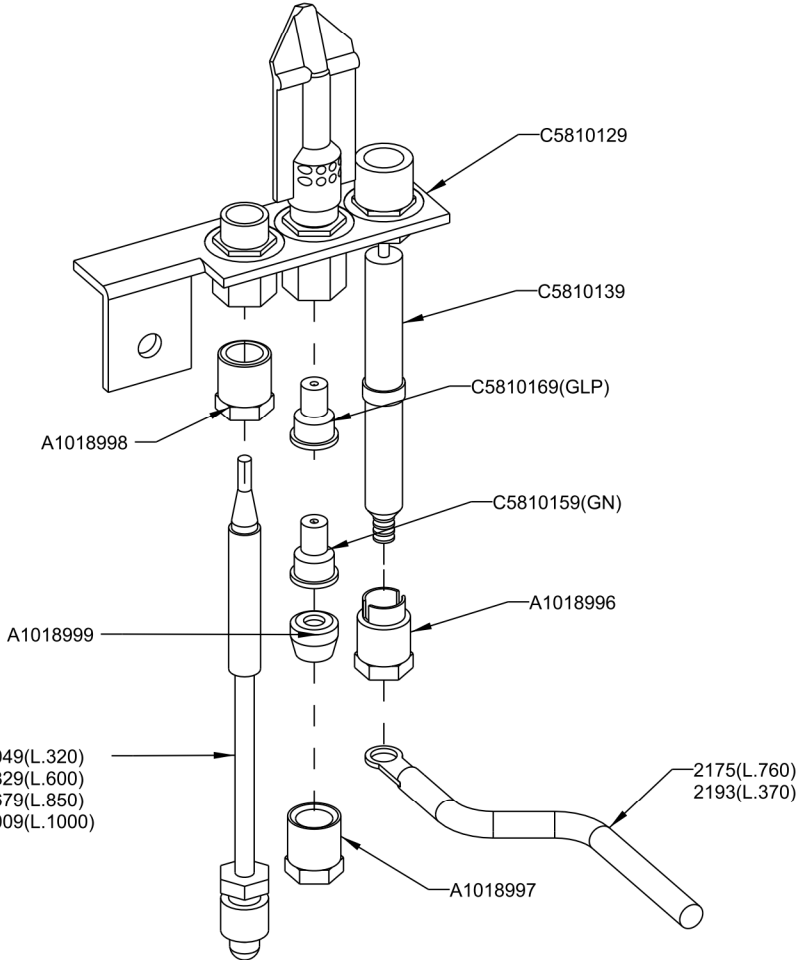 C5810129
C5810139
C5810169(GLP)
A1018998
C5810159(GN)
A1018996
A1018999
(L.320)
(L.600)
(L.850)
(L.1000)
2175(L.760)
2193(L.370)
A1018997